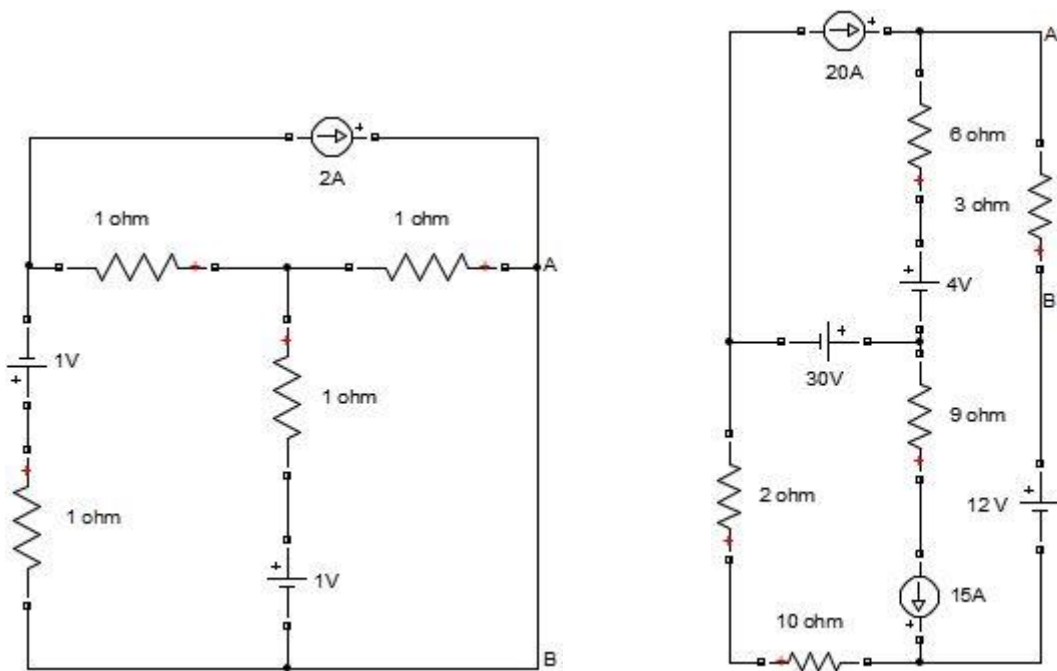 2A
1 ohm
1 ohm
A
1V
1 ohm
1 ohm
1V
B
20A
A
6 ohm
3 ohm
4V
B
30V
9 ohm
2 ohm
12 V
15A
10 ohm